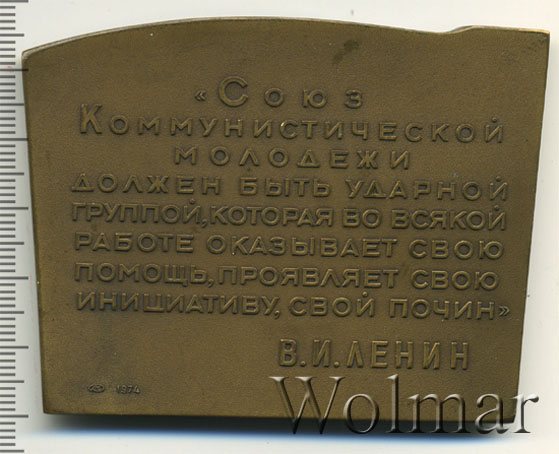 «Союз
Коммунистической
молодежи
должен быть ударной
группой, которая во всякой
работе оказывает свою
помощь, проявляет свою
инициативу, свой почин»
В.И.ЛЕНИН
1974
Wolmar